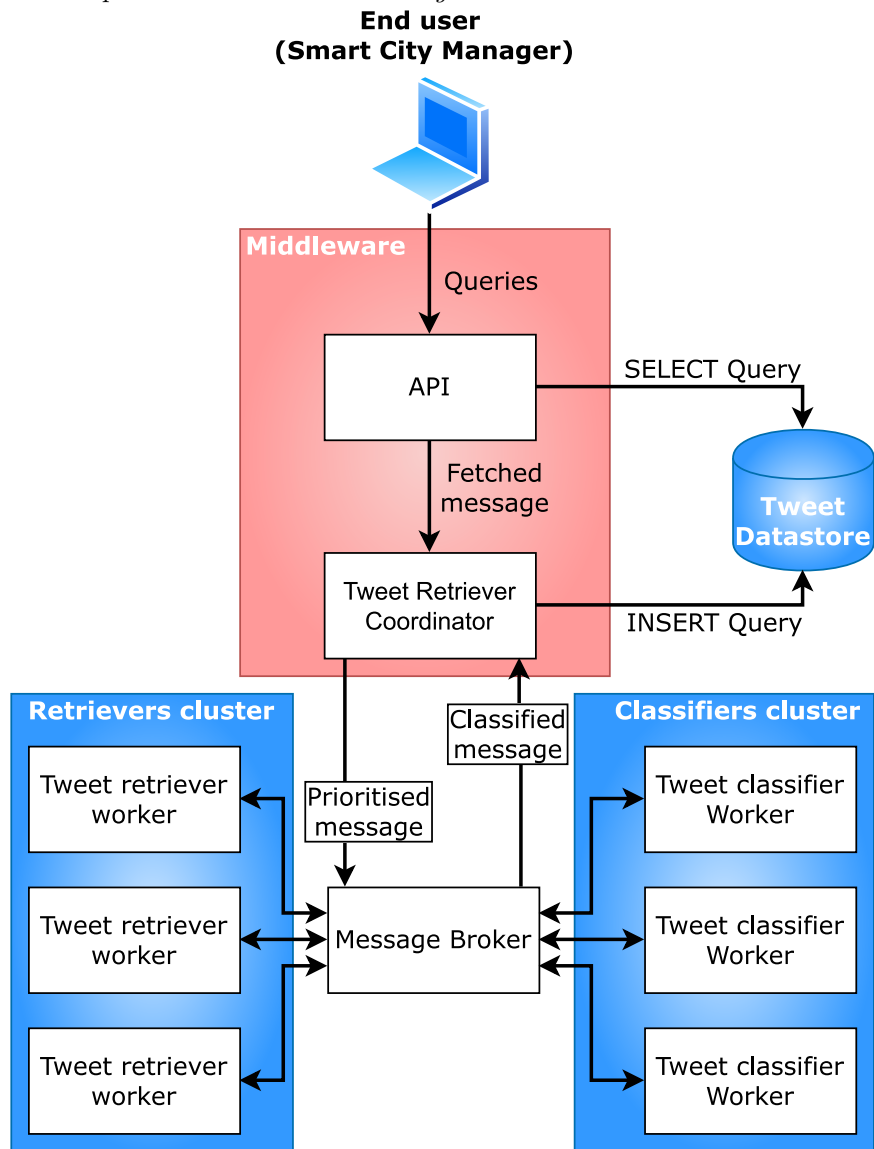 End user
(Smart City Manager)
Middleware
Queries
API
SELECT Query
Fetched
message
Tweet
Datastore
Tweet Retriever
Coordinator
INSERT Query
Retrievers cluster
Classified
message
Classifiers cluster
Tweet retriever
worker
Prioritised
message
Tweet classifier
Worker
Tweet retriever
worker
Message Broker
Tweet classifier
Worker
Tweet retriever
worker
Tweet classifier
Worker